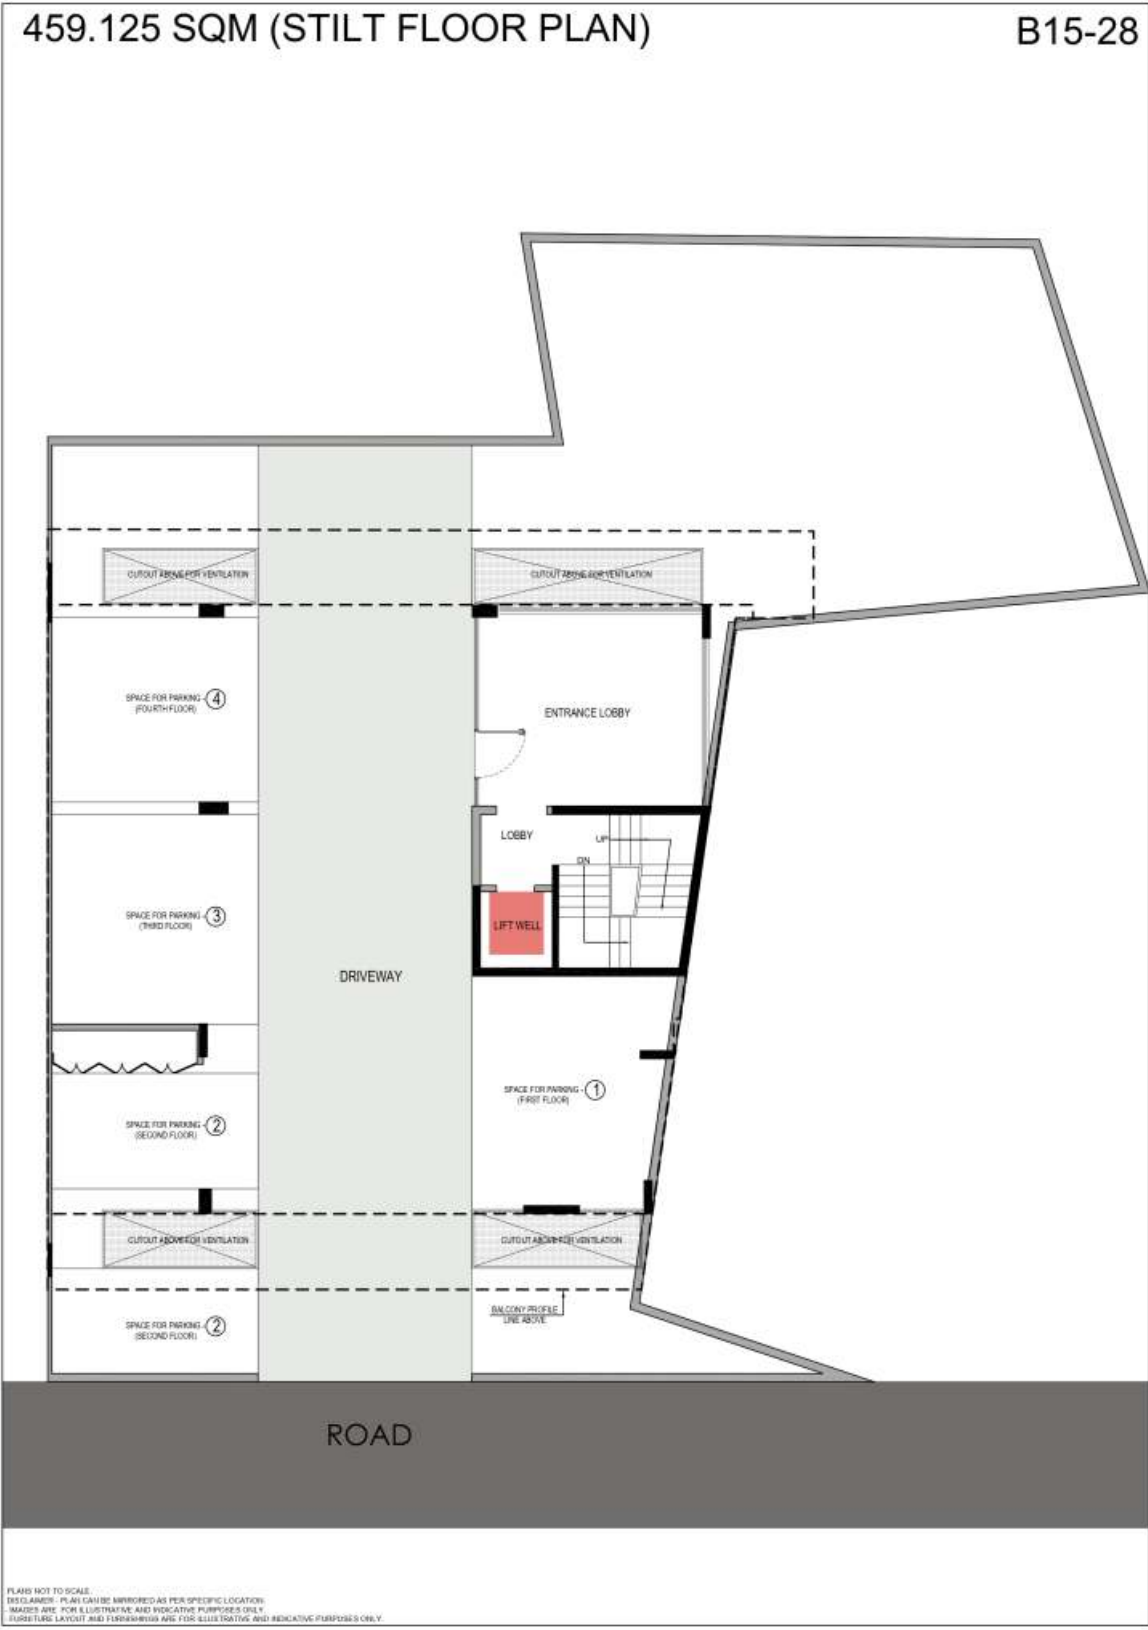 459.125 SQM (STILT FLOOR PLAN)
B15-28
CUTOUT ABOVE FOR VENTILATION
CUTOUT ABOVE FOR VENTILATION
SPACE FOR PARKING - 4
(FOURTH FLOOR)
ENTRANCE LOBBY
LOBBY
UP
DN
SPACE FOR PARKING - 3
(THIRD FLOOR)
LIFT WELL
DRIVEWAY
SPACE FOR PARKING - 1
(FIRST FLOOR)
SPACE FOR PARKING - 2
(SECOND FLOOR)
CUTOUT ABOVE FOR VENTILATION
CUTOUT ABOVE FOR VENTILATION
BALCONY PROFILE
LINE ABOVE
SPACE FOR PARKING - 2
(SECOND FLOOR)
ROAD
PLANS NOT TO SCALE.
DISCLAIMER - PLAN CAN BE MIRRORED AS PER SPECIFIC LOCATION.
- IMAGES ARE FOR ILLUSTRATIVE AND INDICATIVE PURPOSES ONLY.
- FURNITURE LAYOUT AND FURNISHINGS ARE FOR ILLUSTRATIVE AND INDICATIVE PURPOSES ONLY.